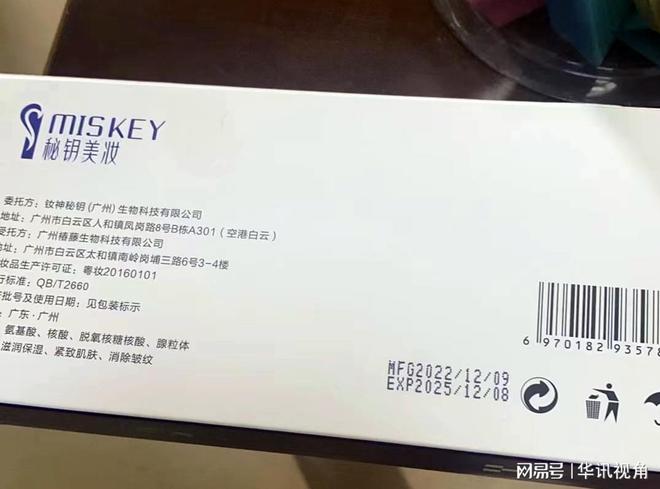 MISKEY
秘钥美妆
委托方：钕神秘钥(广州)生物科技有限公司
地址：广州市白云区人和镇凤岗路8号B栋A301（空港白云）
受托方：广州椿藤生物科技有限公司
地址：广州市白云区太和镇南岭岗埔三路6号3-4楼
妆品生产许可证：粤妆20160101
行标准：QB/T2660
批号及使用日期：见包装标示
：广东·广州
氨基酸、核酸、脱氧核糖核酸、腺粒体
滋润保湿、紧致肌肤、消除皱纹
6 970182 93578
MFG2022/12/09
EXP2025/12/08
网易号 | 华讯视角